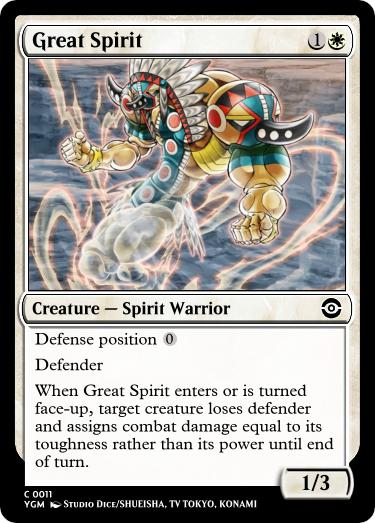 Great Spirit 1
Creature — Spirit Warrior
Defense position 0
Defender
When Great Spirit enters or is turned
face-up, target creature loses defender
and assigns combat damage equal to its
toughness rather than its power until end
of turn.
1/3
C 0011
YGM Studio Dice/SHUEISHA, TV TOKYO, KONAMI